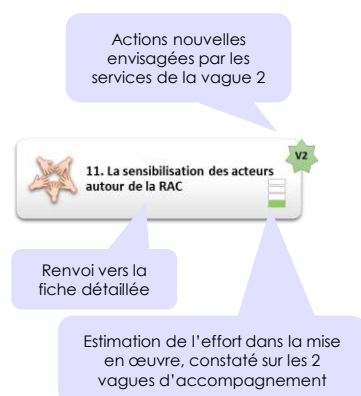 Actions nouvelles
envisagées par les
services de la vague 2
V2
11. La sensibilisation des acteurs
autour de la RAC
Renvoi vers la
fiche détaillée
Estimation de l'effort dans la mise
en œuvre, constaté sur les 2
vagues d'accompagnement